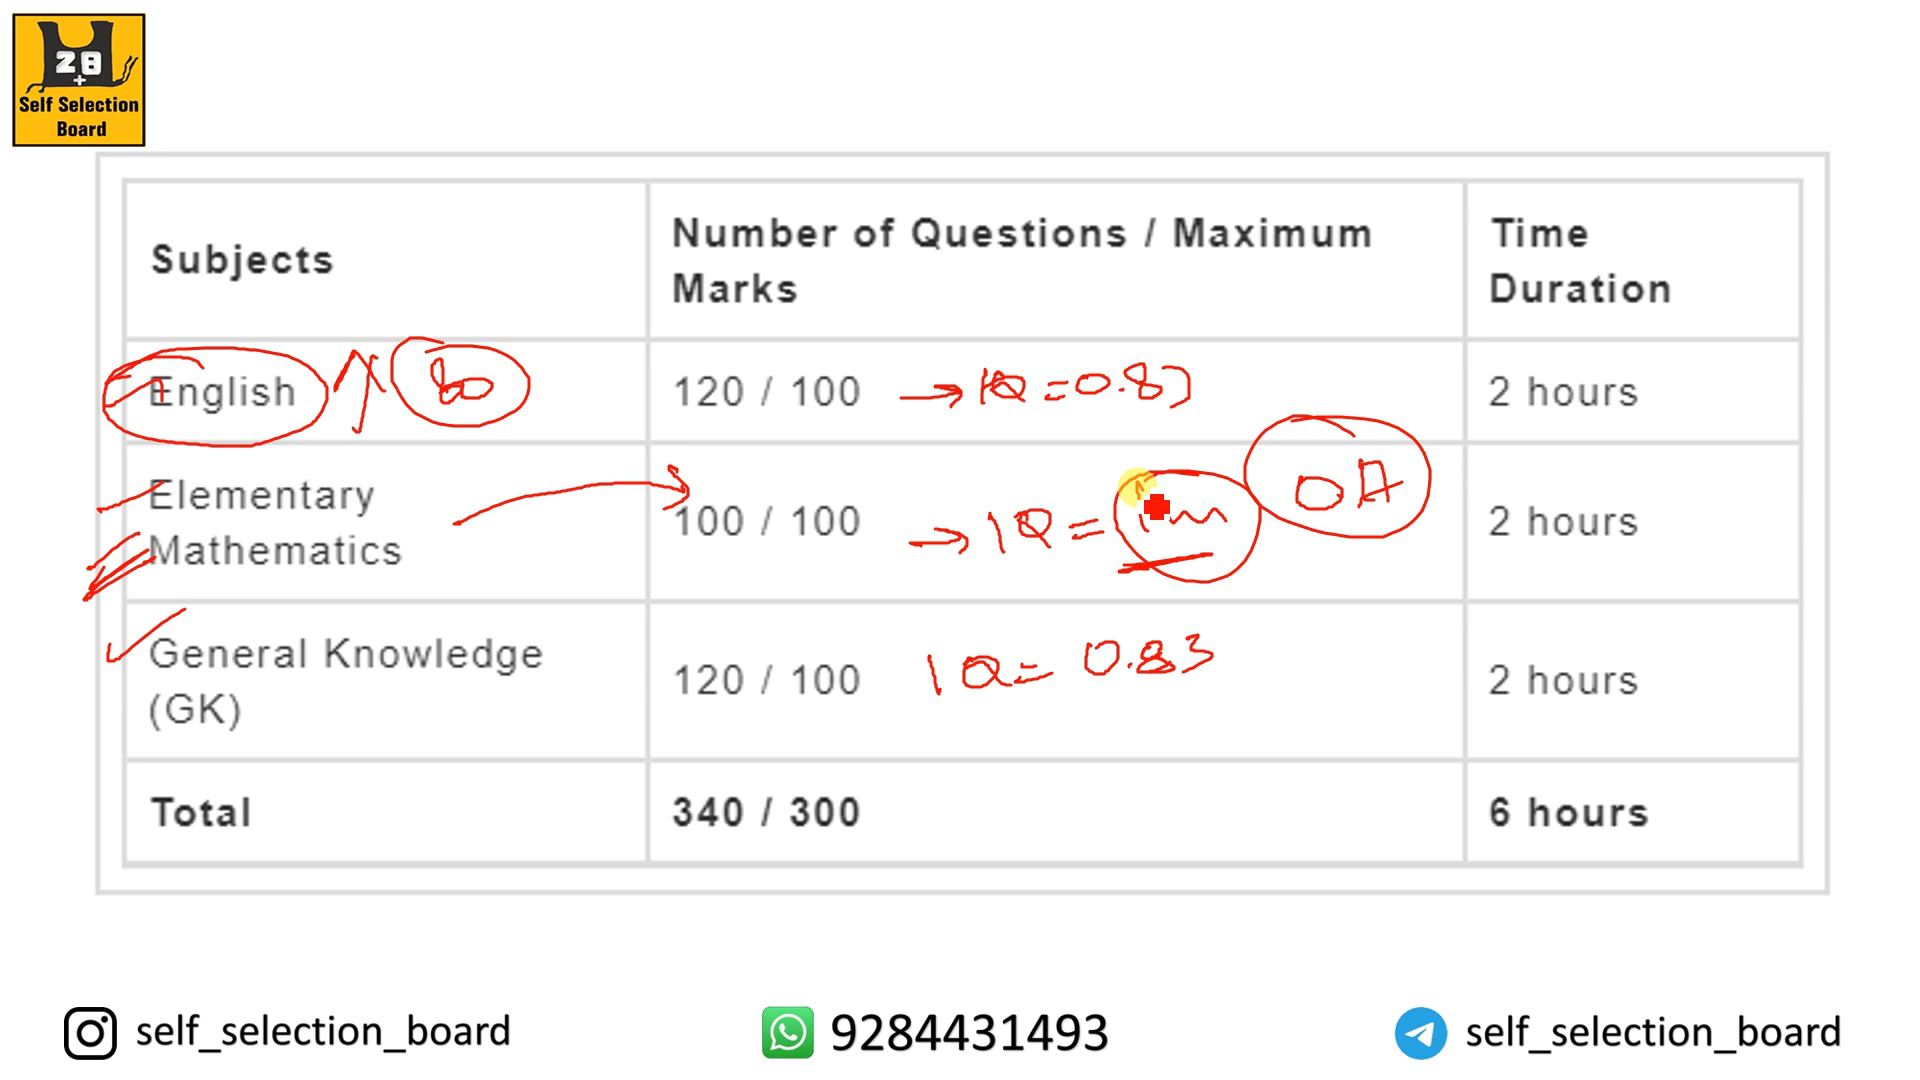 28
+
Self Selection
Board
Subjects
Number of Questions / Maximum
Marks
Time
Duration
English
120 / 100
→ 1Q = 0.83
2 hours
Elementary
Mathematics
100 / 100
→ 1Q = 1m
OA
2 hours
General Knowledge
(GK)
120 / 100
1Q = 0.83
2 hours
Total
340 / 300
6 hours
self_selection_board
9284431493
self_selection_board